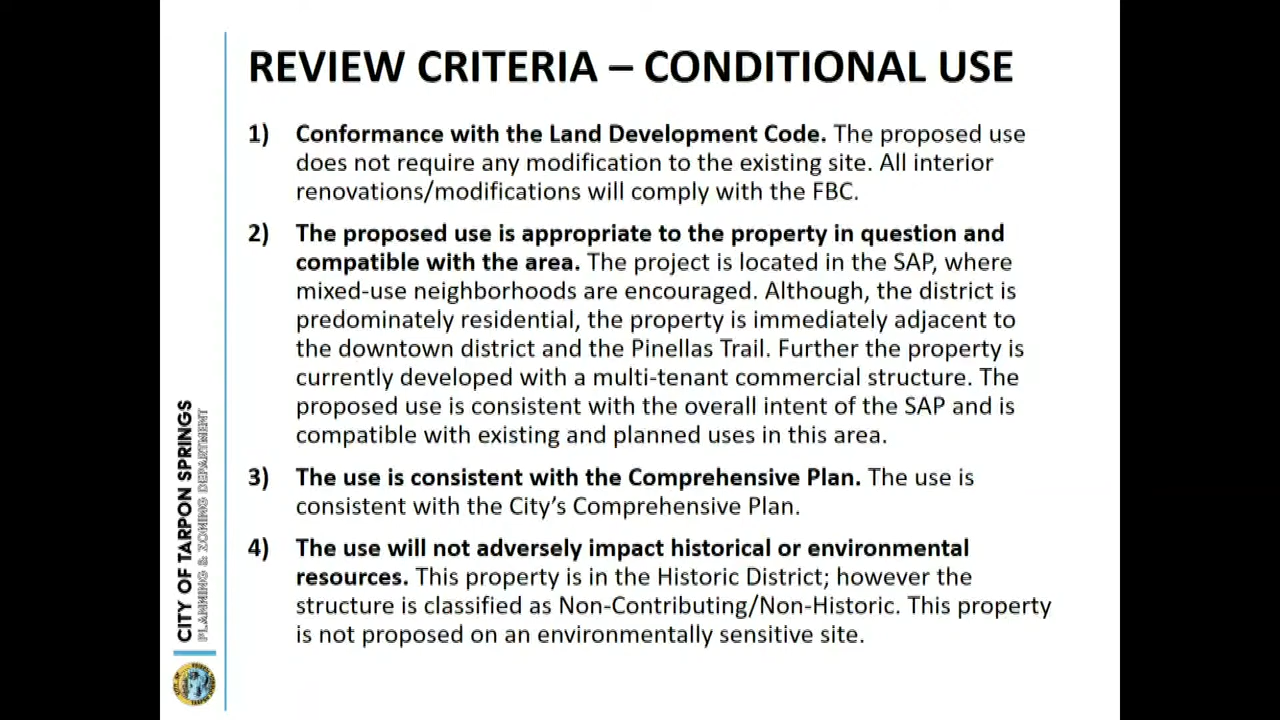 REVIEW CRITERIA – CONDITIONAL USE
1) Conformance with the Land Development Code. The proposed use
does not require any modification to the existing site. All interior
renovations/modifications will comply with the FBC.
2) The proposed use is appropriate to the property in question and
compatible with the area. The project is located in the SAP, where
mixed-use neighborhoods are encouraged. Although, the district is
predominately residential, the property is immediately adjacent to
the downtown district and the Pinellas Trail. Further the property is
currently developed with a multi-tenant commercial structure. The
proposed use is consistent with the overall intent of the SAP and is
compatible with existing and planned uses in this area.
3) The use is consistent with the Comprehensive Plan. The use is
consistent with the City’s Comprehensive Plan.
4) The use will not adversely impact historical or environmental
resources. This property is in the Historic District; however the
structure is classified as Non-Contributing/Non-Historic. This property
is not proposed on an environmentally sensitive site.
CITY OF TARPON SPRINGS
PLANNING & ZONING DEPARTMENT